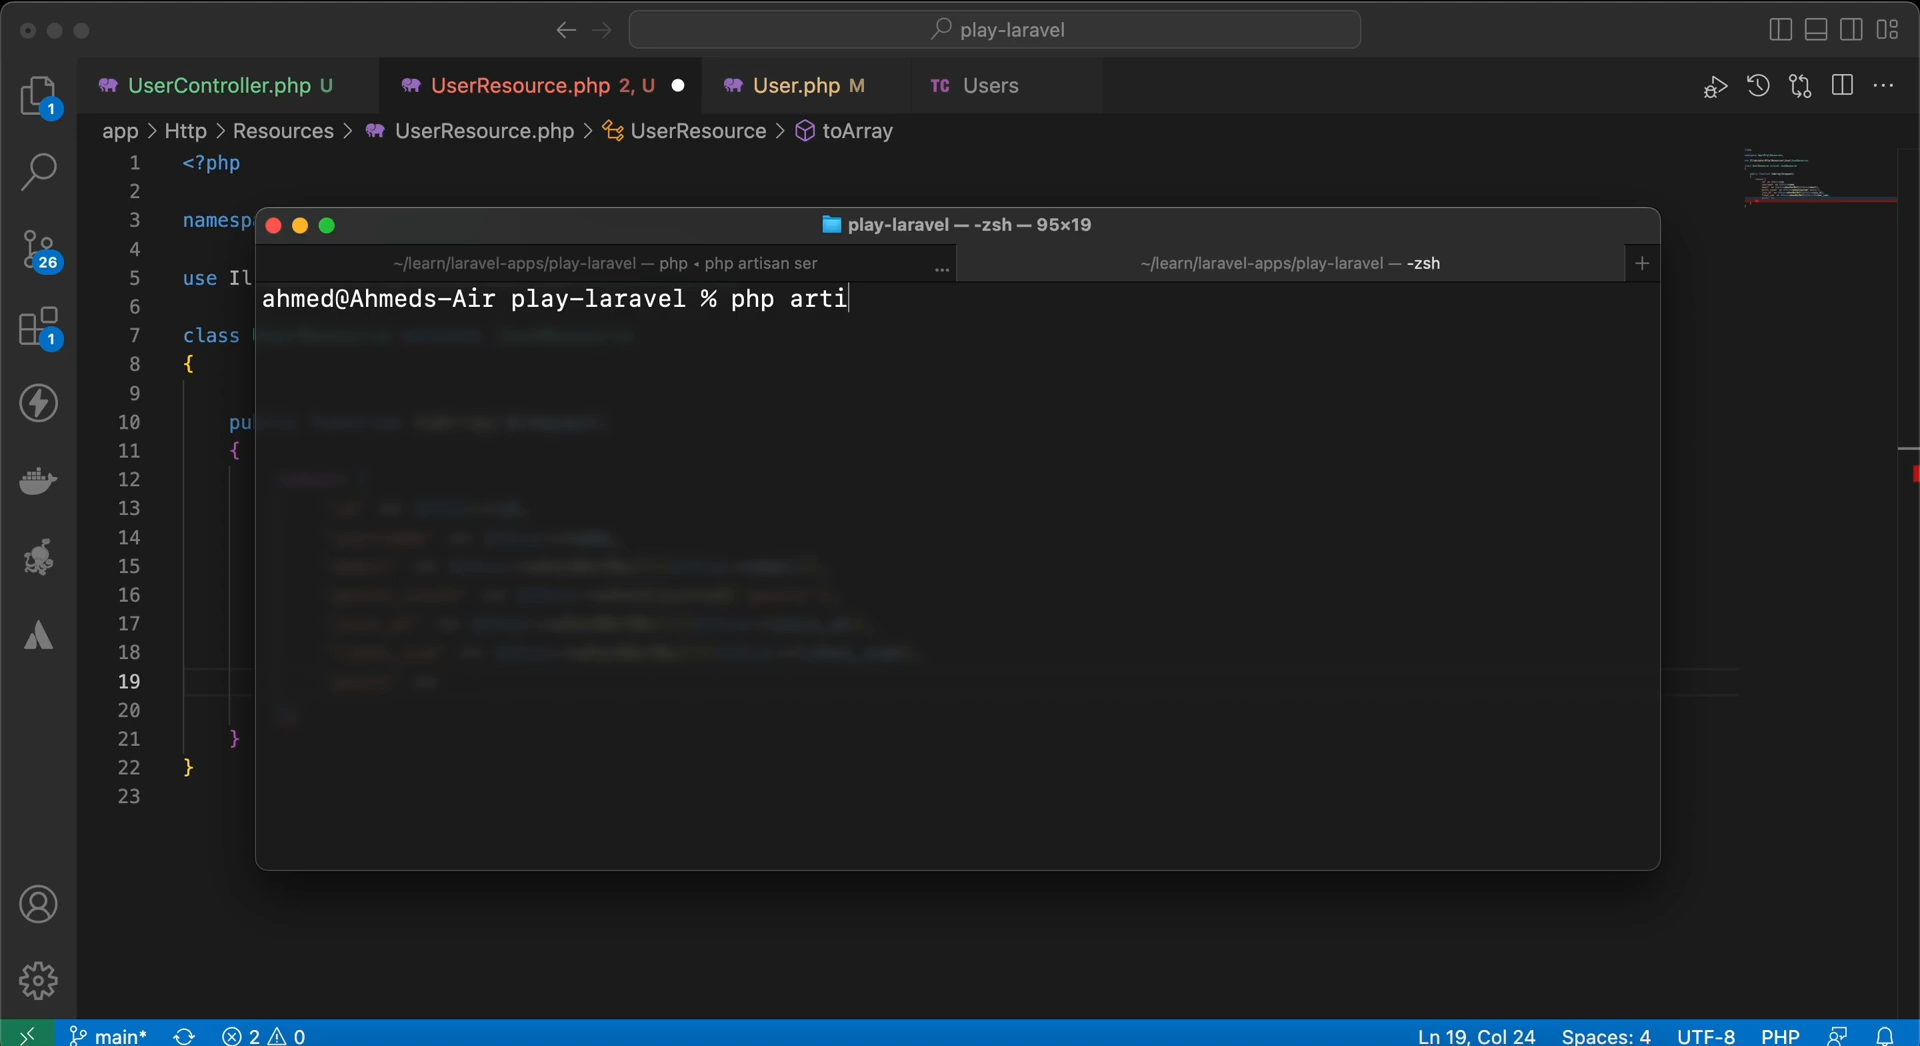 play-laravel
UserController.php U
UserResource.php 2, U
User.php M
TC Users
app > Http > Resources > UserResource.php > UserResource > toArray
1
1 <?php
2
3 namesp
4
5 use Il
6
7 class
8 {
9
10 pu
11 {
12
13
14
15
16
17
18
19
20
21 }
22 }
23
26
1
play-laravel — -zsh — 95×19
~/learn/laravel-apps/play-laravel — php ◂ php artisan ser ...
~/learn/laravel-apps/play-laravel — -zsh
ahmed@Ahmeds-Air play-laravel % php arti
main* 2 0
Ln 19, Col 24 Spaces: 4 UTF-8 PHP